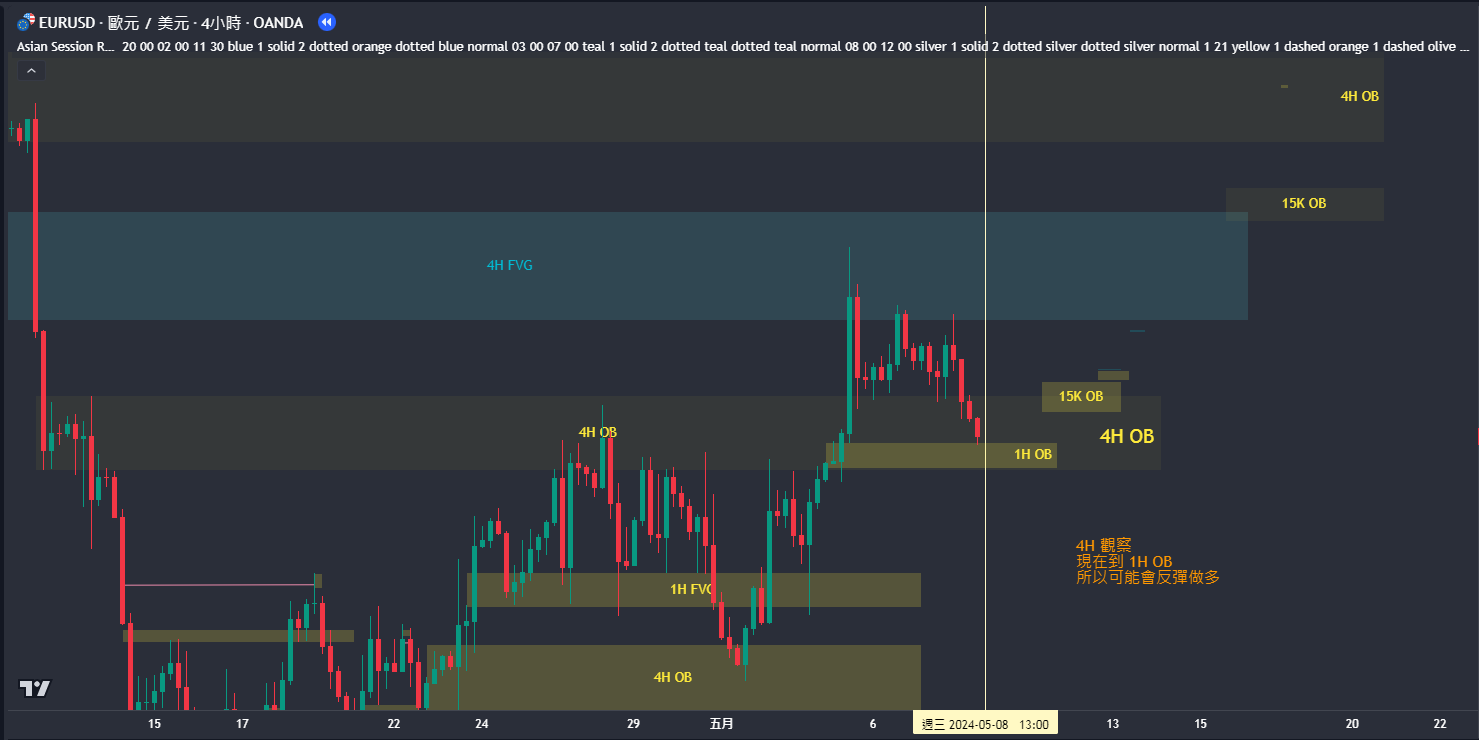 EURUSD · 歐元 / 美元 · 4小時 · OANDA
Asian Session R... 20 00 02 00 11 30 blue 1 solid 2 dotted orange dotted blue normal 03 00 07 00 teal 1 solid 2 dotted teal dotted teal normal 08 00 12 00 silver 1 solid 2 dotted silver dotted silver normal 1 21 yellow 1 dashed orange 1 dashed olive ...
4H OB
15K OB
4H FVG
15K OB
4H OB
4H OB
1H OB
4H 觀察
現在到 1H OB
所以可能會反彈做多
1H FVG
4H OB
15 17 22 24 29 五月 6 週三 2024-05-08 13:00 13 15 20 22